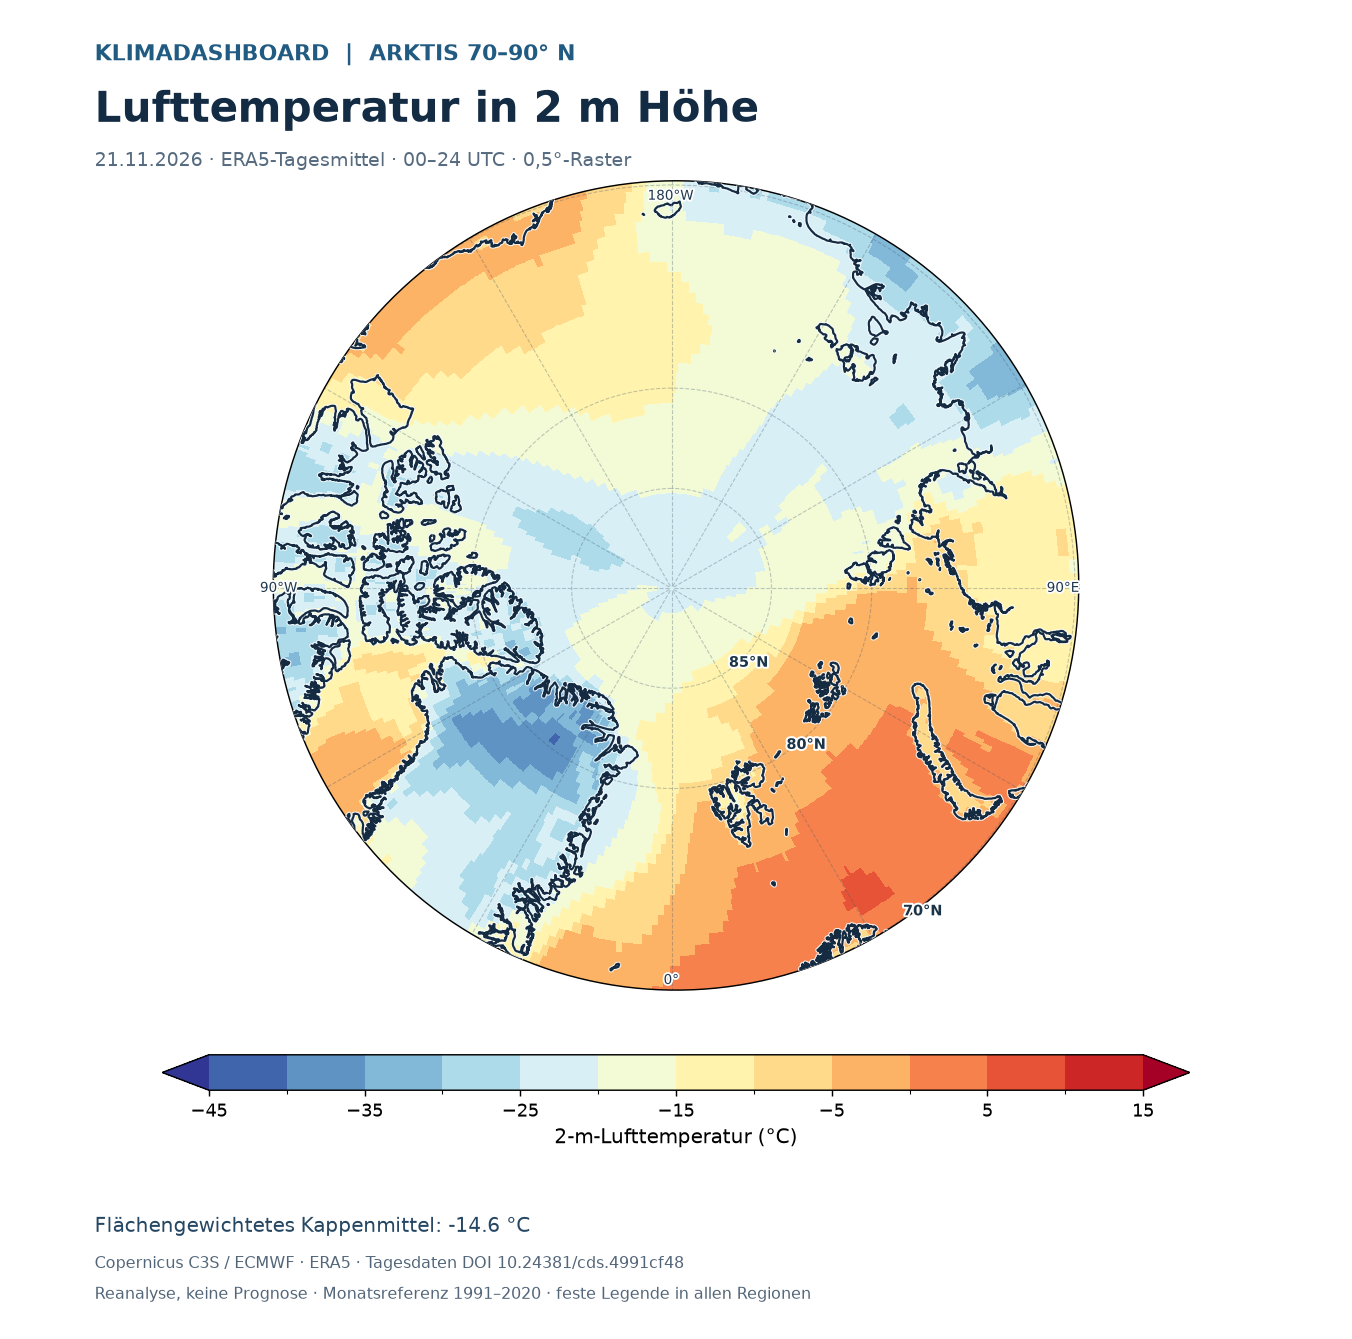 KLIMADASHBOARD | ARKTIS 70–90° N
Lufttemperatur in 2 m Höhe
21.11.2026 · ERA5-Tagesmittel · 00–24 UTC · 0,5°-Raster
180°W
90°W
90°E
85°N
80°N
70°N
0°
−45 −35 −25 −15 −5 5 15
2-m-Lufttemperatur (°C)
Flächengewichtetes Kappenmittel: -14.6 °C
Copernicus C3S / ECMWF · ERA5 · Tagesdaten DOI 10.24381/cds.4991cf48
Reanalyse, keine Prognose · Monatsreferenz 1991–2020 · feste Legende in allen Regionen